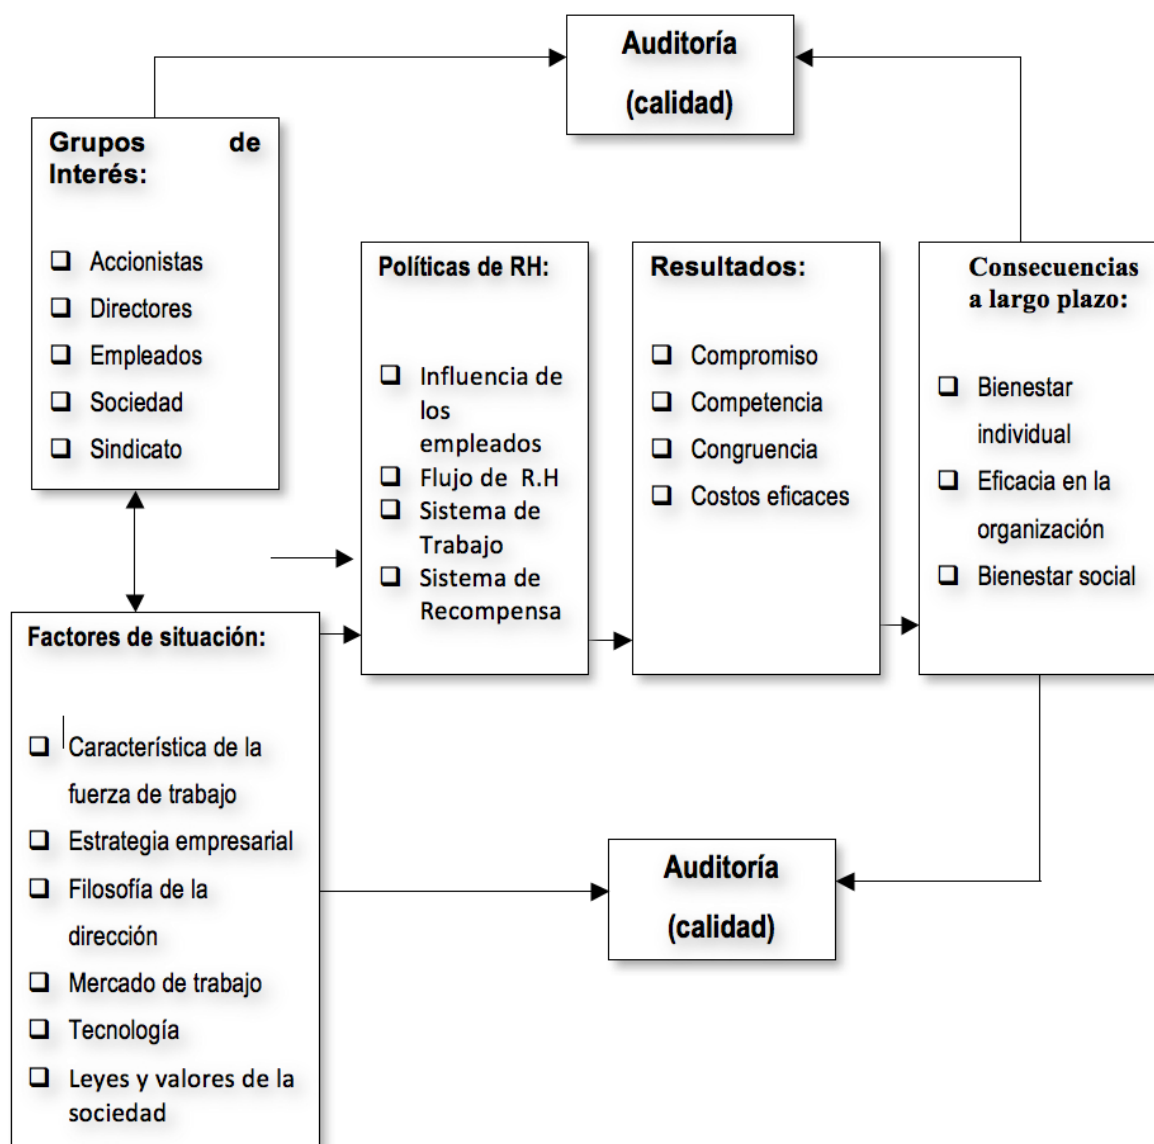 Auditoría
(calidad)
Grupos de
Interés:
Accionistas
Directores
Empleados
Sociedad
Sindicato
Políticas de RH:
Influencia de
los
empleados
Flujo de R.H
Sistema de
Trabajo
Sistema de
Recompensa
Resultados:
Compromiso
Competencia
Congruencia
Costos eficaces
Consecuencias
a largo plazo:
Bienestar
individual
Eficacia en la
organización
Bienestar social
Factores de situación:
Característica de la
fuerza de trabajo
Estrategia empresarial
Filosofía de la
dirección
Mercado de trabajo
Tecnología
Leyes y valores de la
sociedad
Auditoría
(calidad)